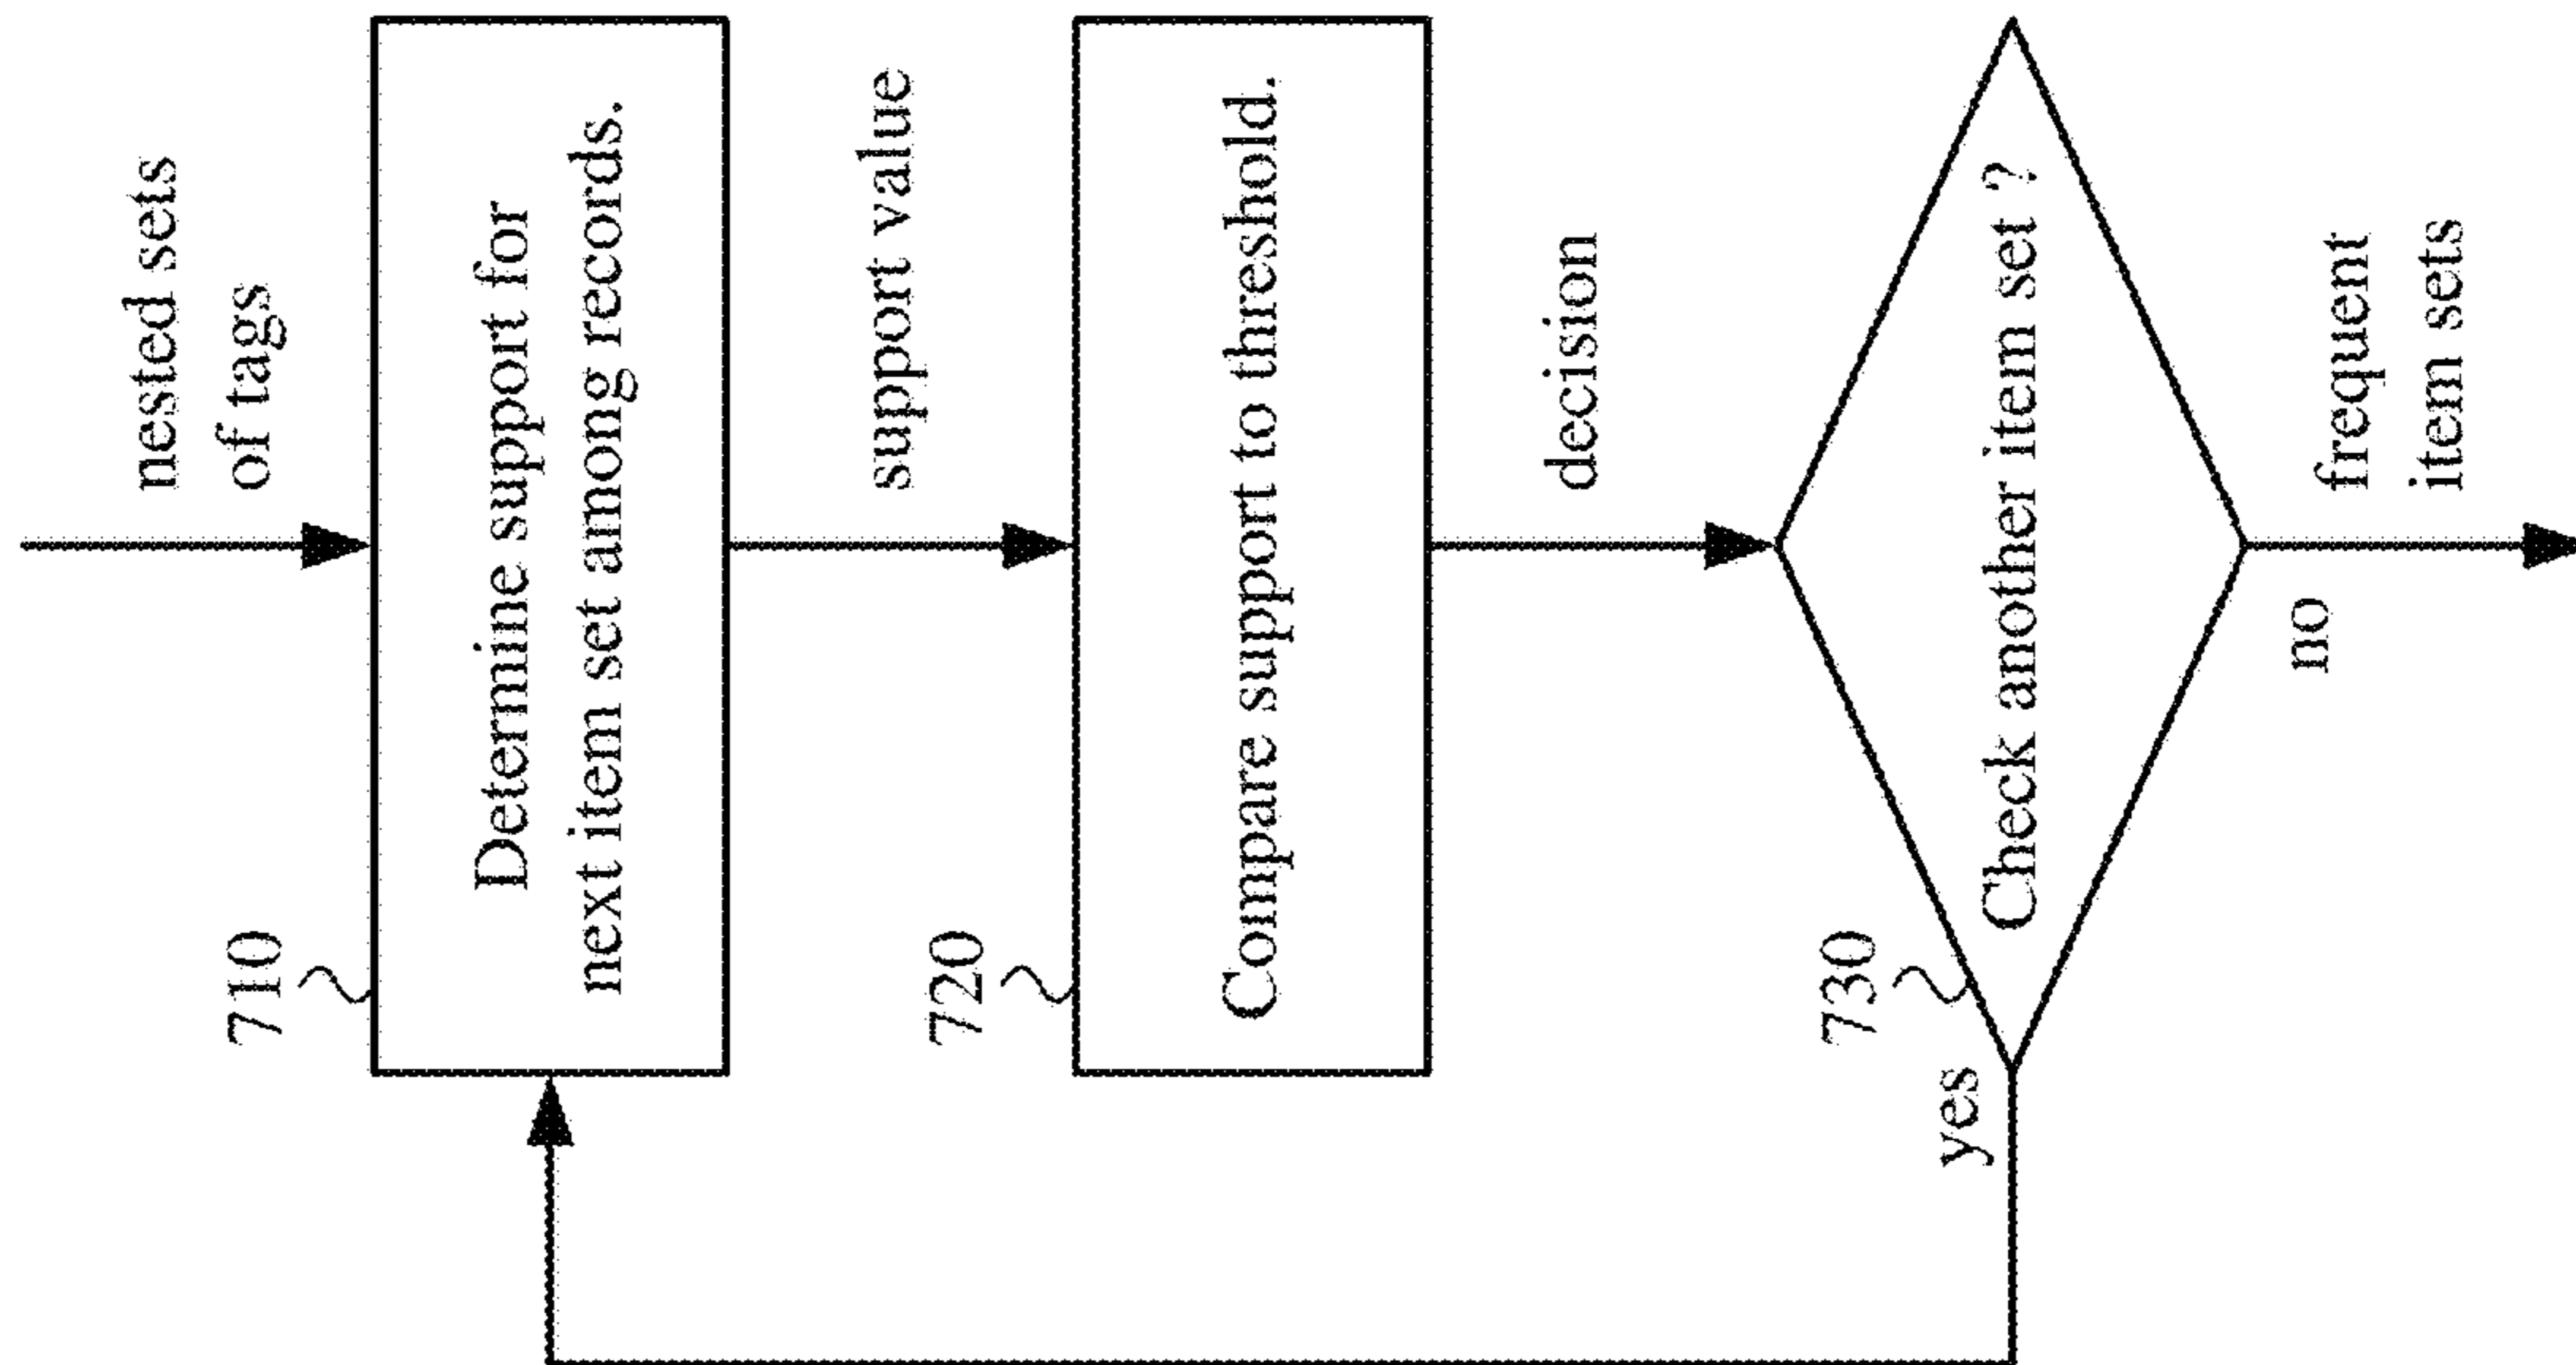 nested sets
of tags
710
Determine support for
next item set among records.
support value
720
Compare support to threshold.
decision
730
Check another item set ?
yes
no
frequent
item sets